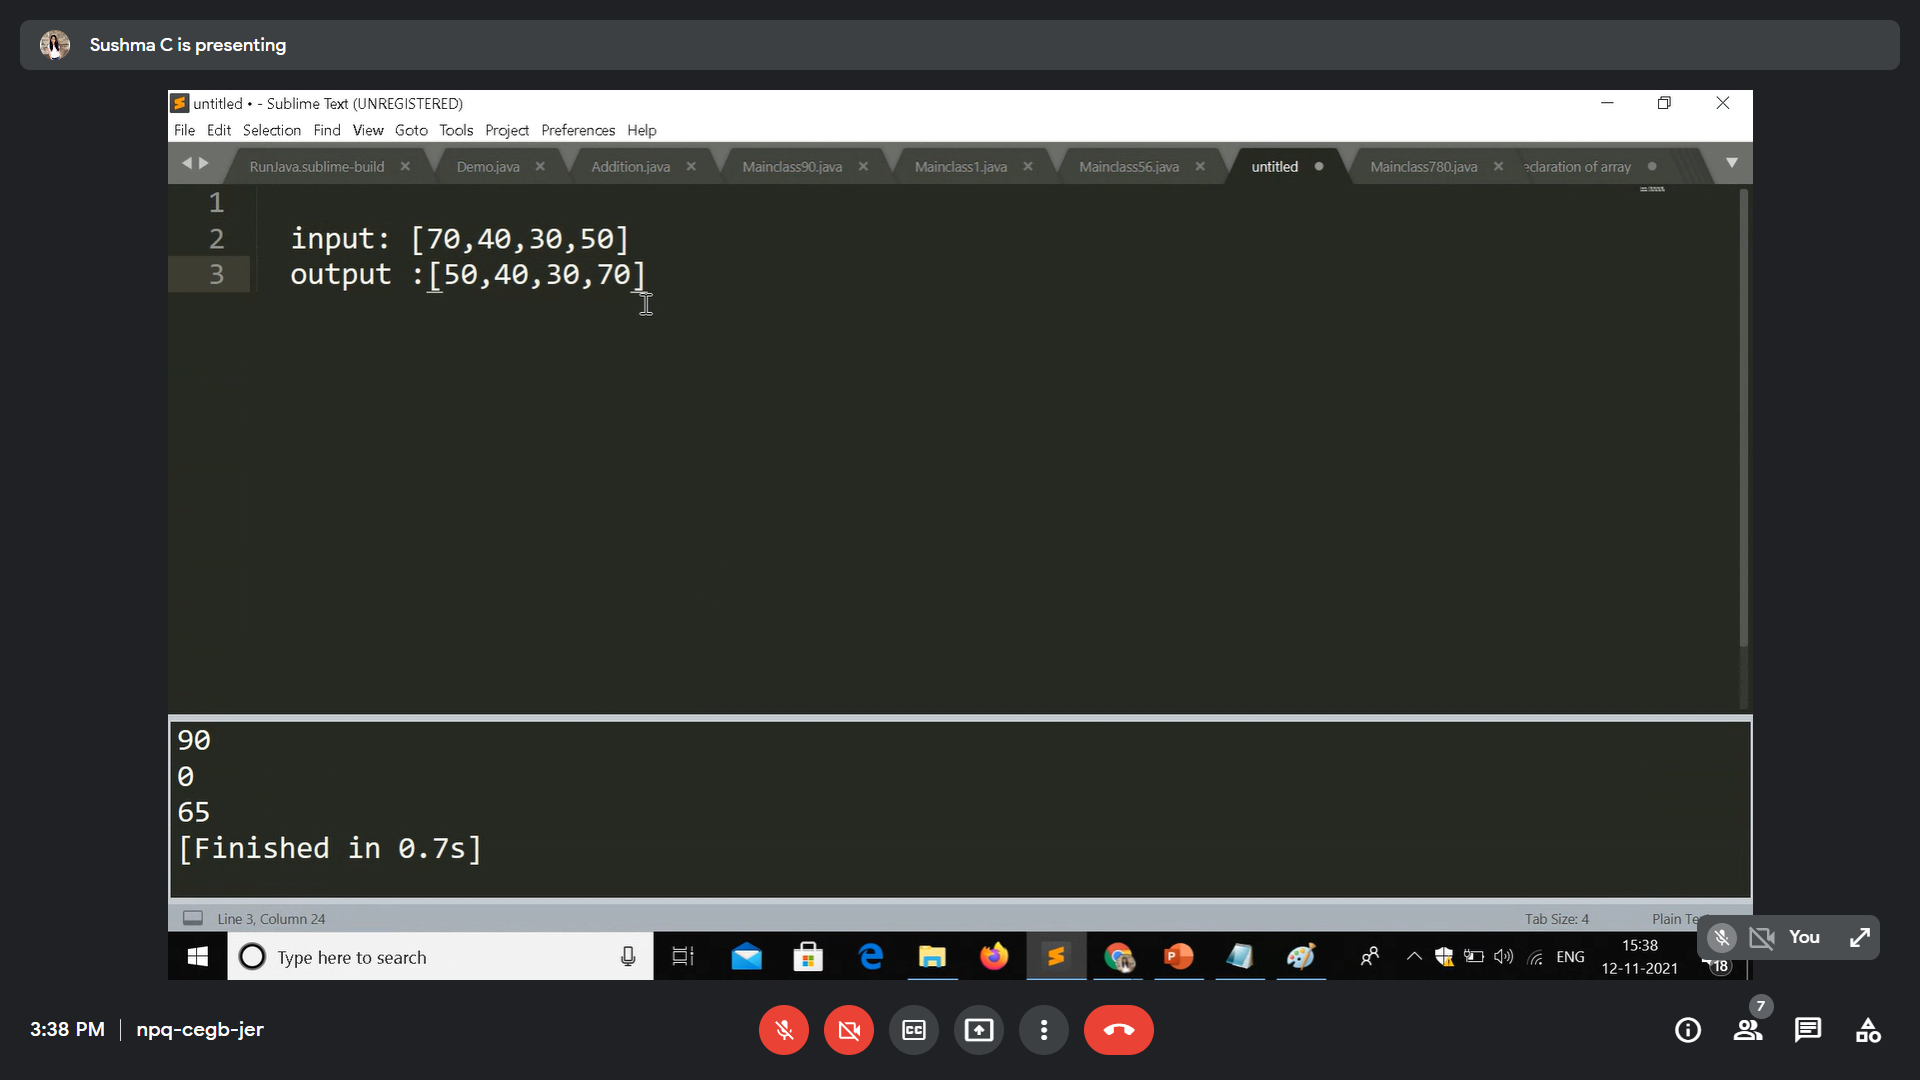 Sushma C is presenting
untitled • - Sublime Text (UNREGISTERED)
File Edit Selection Find View Goto Tools Project Preferences Help
RunJava.sublime-build Demo.java Addition.java Mainclass90.java Mainclass1.java Mainclass56.java untitled Mainclass780.java eclaration of array
1
2 input: [70,40,30,50]
3 output :[50,40,30,70]
90
0
65
[Finished in 0.7s]
Line 3, Column 24 Tab Size: 4 Plain Te
You
Type here to search ENG 15:38
12-11-2021 18
7
3:38 PM npq-cegb-jer CC